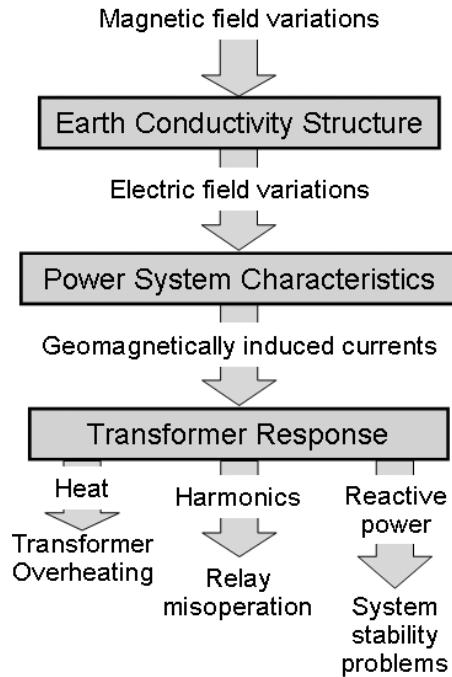 Magnetic field variations
Earth Conductivity Structure
Electric field variations
Power System Characteristics
Geomagnetically induced currents
Transformer Response
Heat
Transformer
Overheating
Harmonics
Relay
misoperation
Reactive
power
System
stability
problems